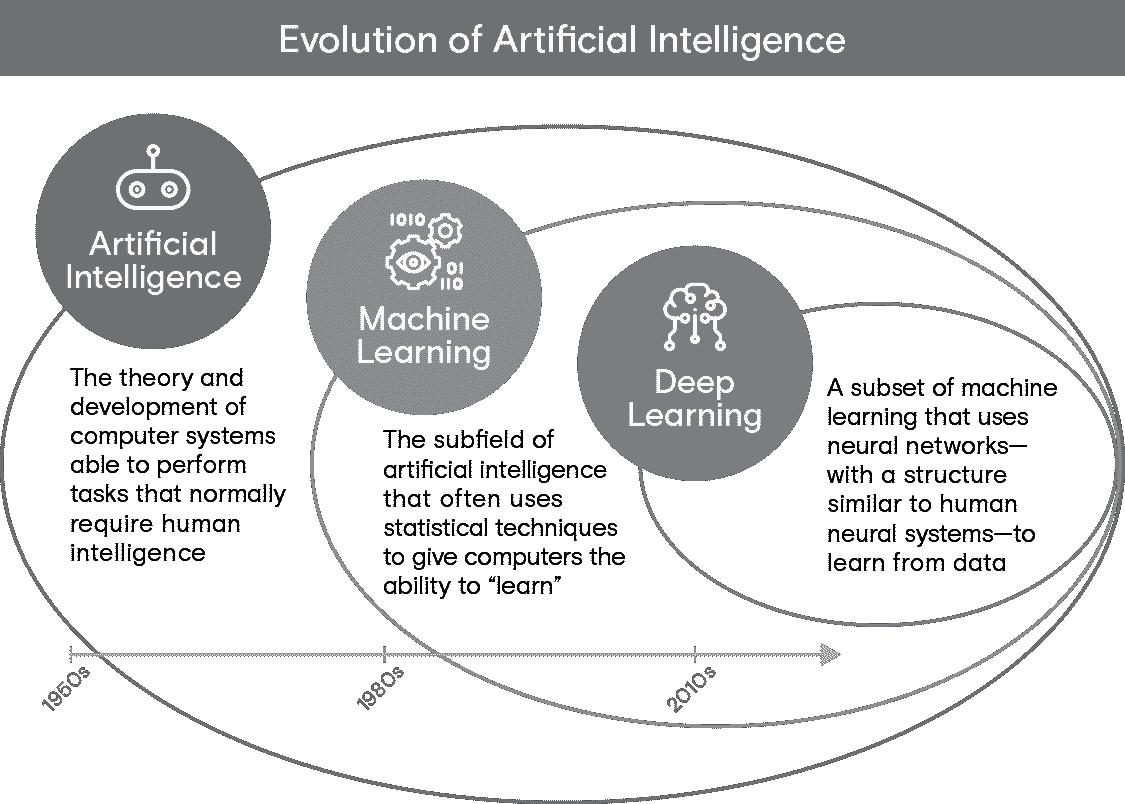 Evolution of Artificial Intelligence
Artificial
Intelligence
The theory and
development of
computer systems
able to perform
tasks that normally
require human
intelligence
1010
01
110
Machine
Learning
The subfield of
artificial intelligence
that often uses
statistical techniques
to give computers the
ability to “learn”
Deep
Learning
A subset of machine
learning that uses
neural networks—
with a structure
similar to human
neural systems—to
learn from data
1950s
1980s
2010s